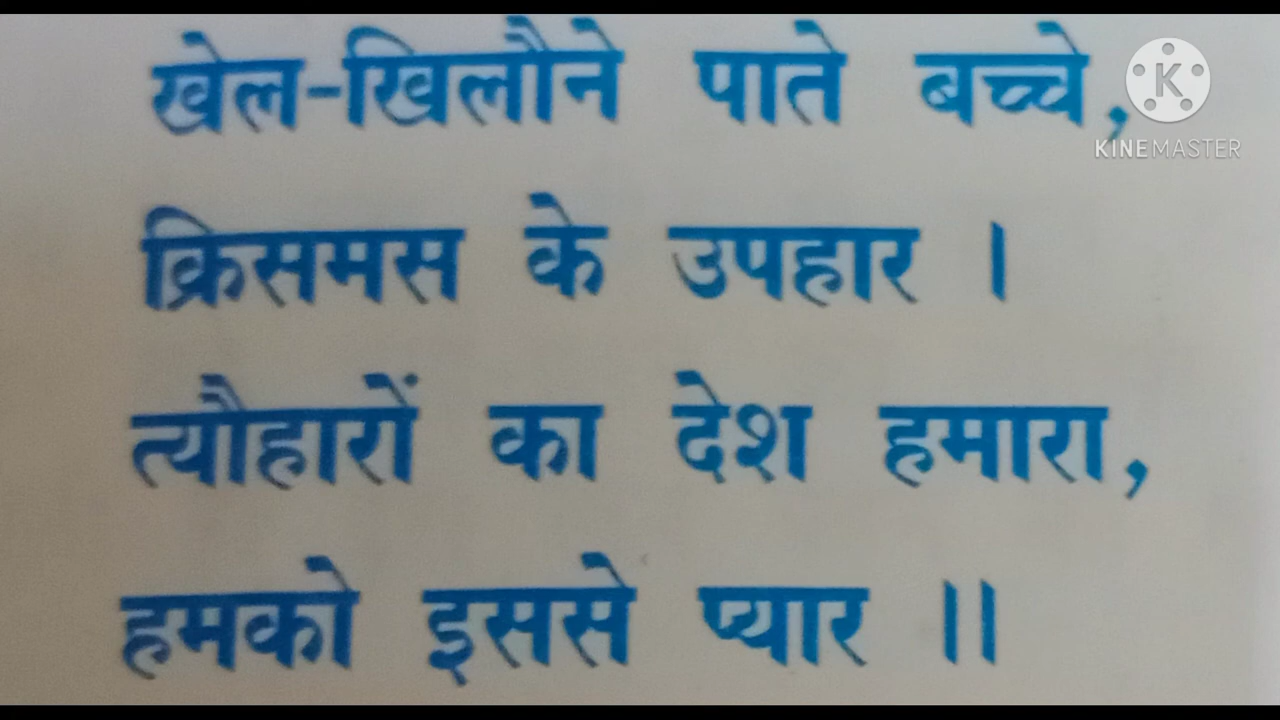 खेल-खिलौने पाते बच्चे,
KINEMASTER
क्रिसमस के उपहार ।
त्यौहारों का देश हमारा,
हमको इससे प्यार ।।